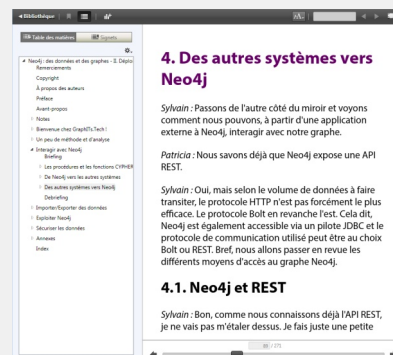 Bibliothèque
AA
Table des matières
Signets
Neo4j : des données et des graphes - II. Déplo
Remerciements
Copyright
À propos des auteurs
Préface
Avant-propos
Notes
Bienvenue chez GraphITs.Tech !
Un peu de méthode et d'analyse
Interagir avec Neo4j
Briefing
Les procédures et les fonctions CYPHER
De Neo4j vers les autres systèmes
Des autres systèmes vers Neo4j
Debriefing
Importer/Exporter des données
Exploiter Neo4j
Sécuriser les données
Annexes
Index
4. Des autres systèmes vers
Neo4j
Sylvain : Passons de l'autre côté du miroir et voyons
comment nous pouvons, à partir d'une application
externe à Neo4j, interagir avec notre graphe.
Patricia : Nous savons déjà que Neo4j expose une API
REST.
Sylvain : Oui, mais selon le volume de données à faire
transiter, le protocole HTTP n'est pas forcément le plus
efficace. Le protocole Bolt en revanche l'est. Cela dit,
Neo4j est également accessible via un pilote JDBC et le
protocole de communication utilisé peut être au choix
Bolt ou REST. Bref, nous allons passer en revue les
différents moyens d'accès au graphe Neo4j.
4.1. Neo4j et REST
Sylvain : Bon, comme nous connaissons déjà l'API REST,
je ne vais pas m'étaler dessus. Je fais juste une petite